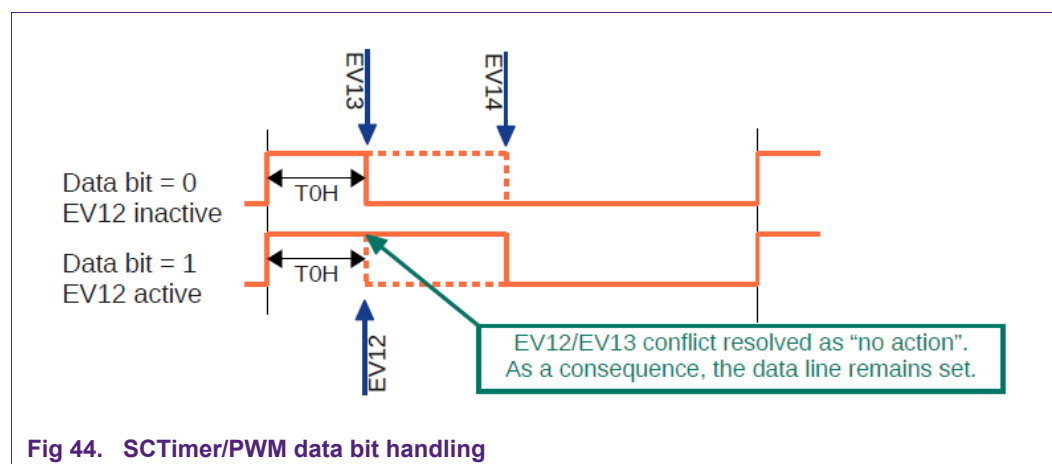 EV13
EV14
Data bit = 0
EV12 inactive
T0H
Data bit = 1
EV12 active
T0H
EV12
EV12/EV13 conflict resolved as “no action”.
As a consequence, the data line remains set.
Fig 44. SCTimer/PWM data bit handling